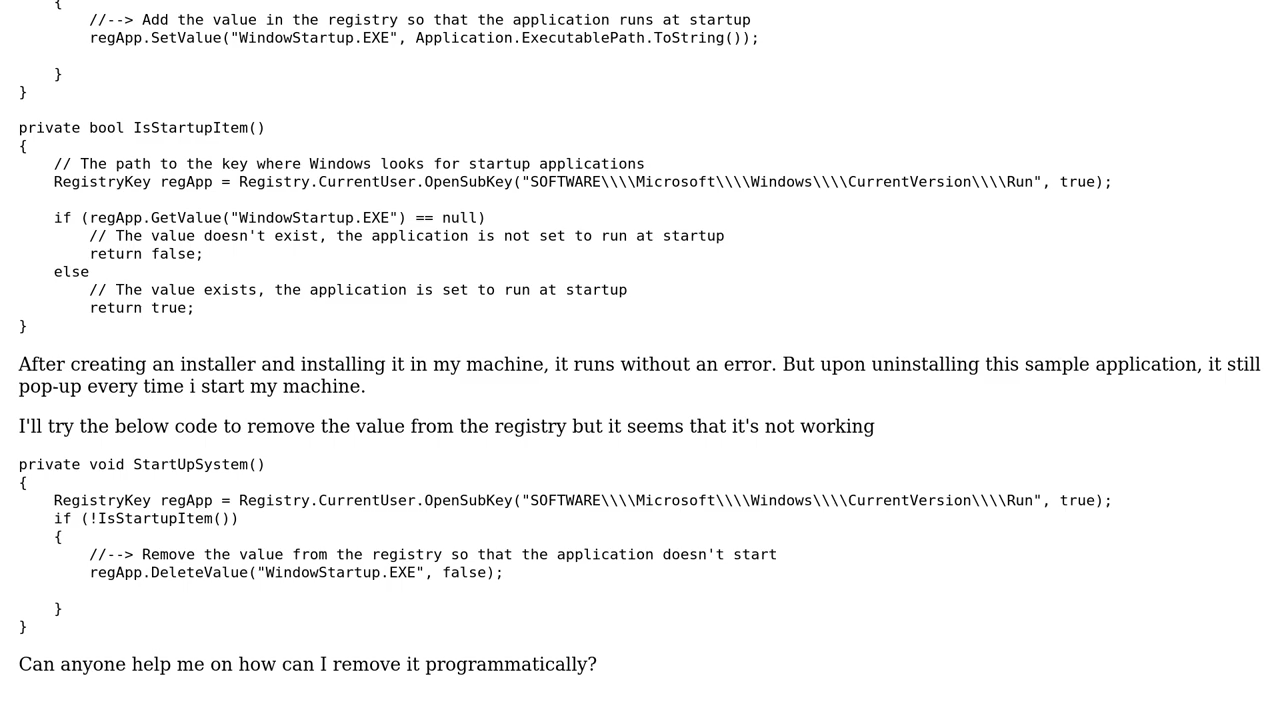 {
        //--> Add the value in the registry so that the application runs at startup
        regApp.SetValue("WindowStartup.EXE", Application.ExecutablePath.ToString());

    }
}

private bool IsStartupItem()
{
    // The path to the key where Windows looks for startup applications
    RegistryKey regApp = Registry.CurrentUser.OpenSubKey("SOFTWARE\\\\Microsoft\\\\Windows\\\\CurrentVersion\\\\Run", true);

    if (regApp.GetValue("WindowStartup.EXE") == null)
        // The value doesn't exist, the application is not set to run at startup
        return false;
    else
        // The value exists, the application is set to run at startup
        return true;
}
After creating an installer and installing it in my machine, it runs without an error. But upon uninstalling this sample application, it still
pop-up every time i start my machine.
I'll try the below code to remove the value from the registry but it seems that it's not working
private void StartUpSystem()
{
    RegistryKey regApp = Registry.CurrentUser.OpenSubKey("SOFTWARE\\\\Microsoft\\\\Windows\\\\CurrentVersion\\\\Run", true);
    if (!IsStartupItem())
    {
        //--> Remove the value from the registry so that the application doesn't start
        regApp.DeleteValue("WindowStartup.EXE", false);

    }
}
Can anyone help me on how can I remove it programmatically?